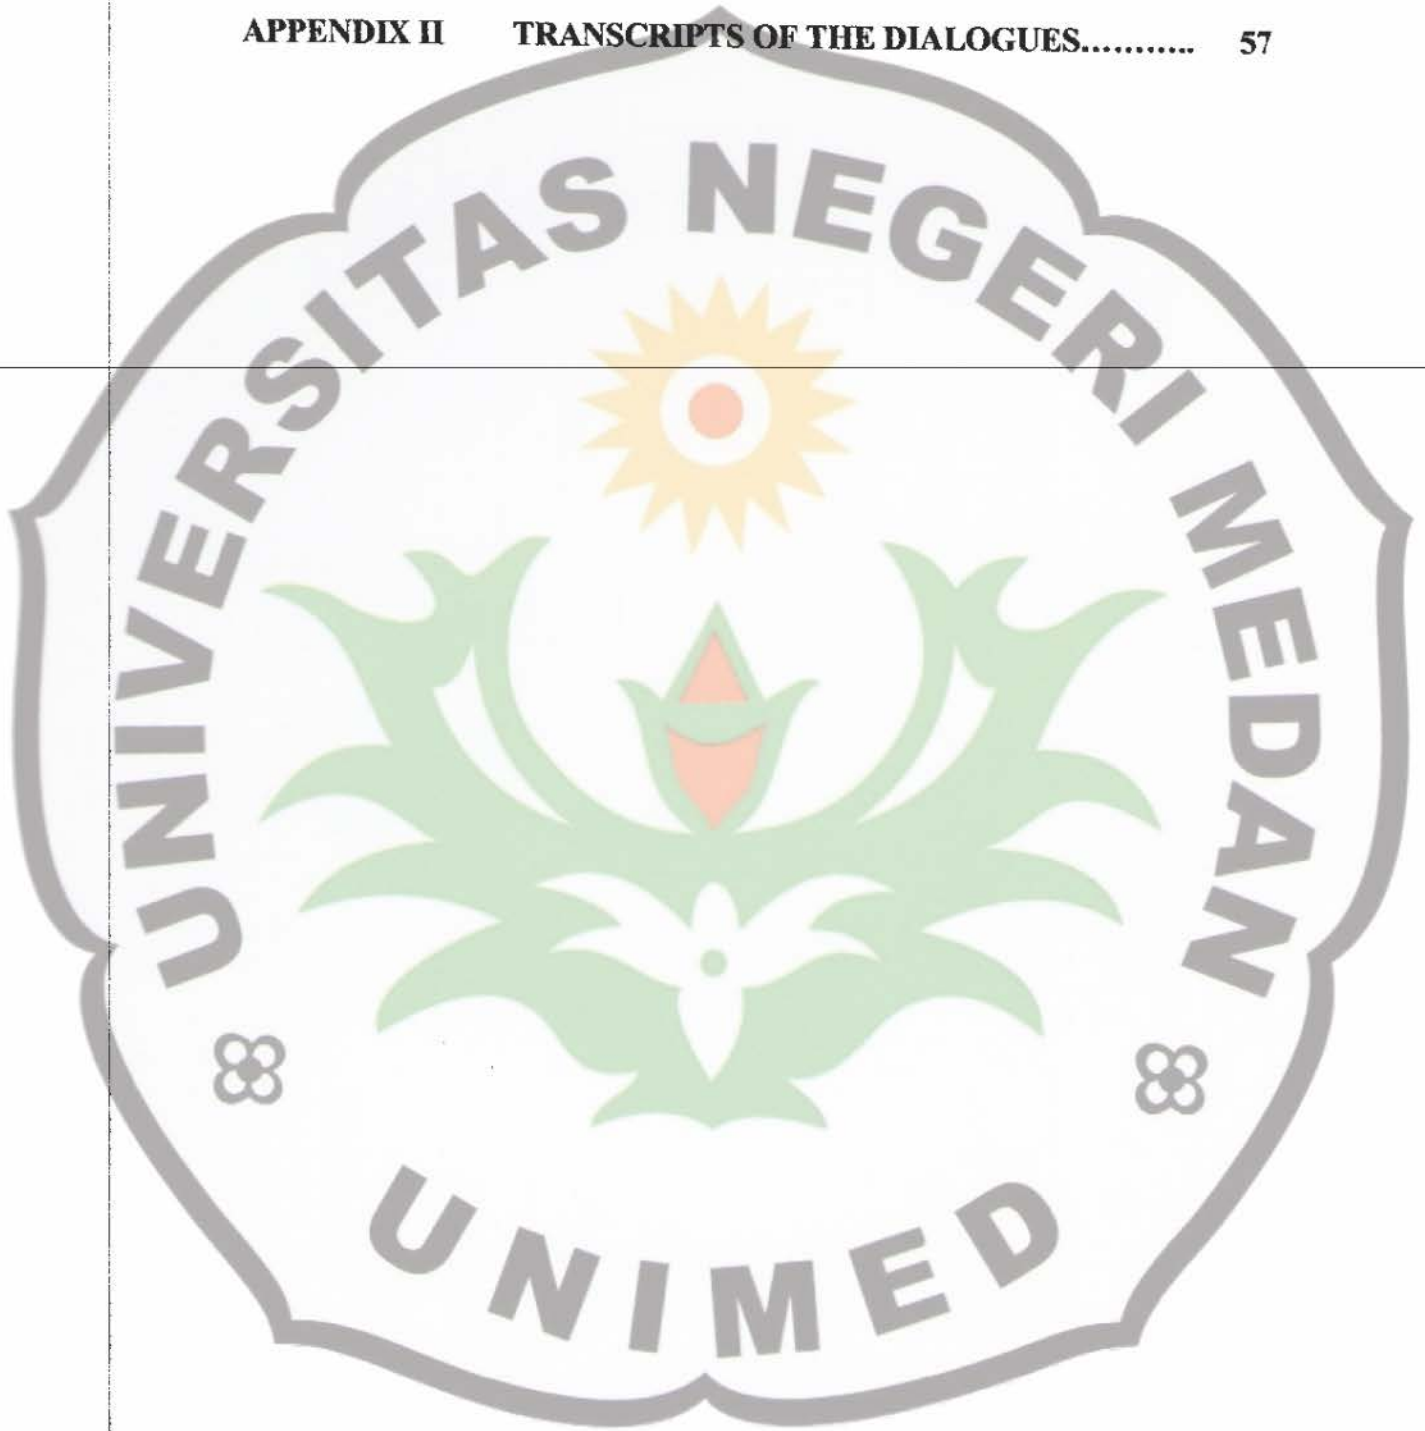 APPENDIX II TRANSCRIPTS OF THE DIALOGUES........... 57
UNIVERSITAS NEGERI MEDAN
UNIMED